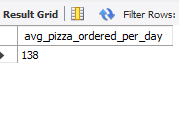 Result Grid Filter Rows:
avg_pizza_ordered_per_day
138